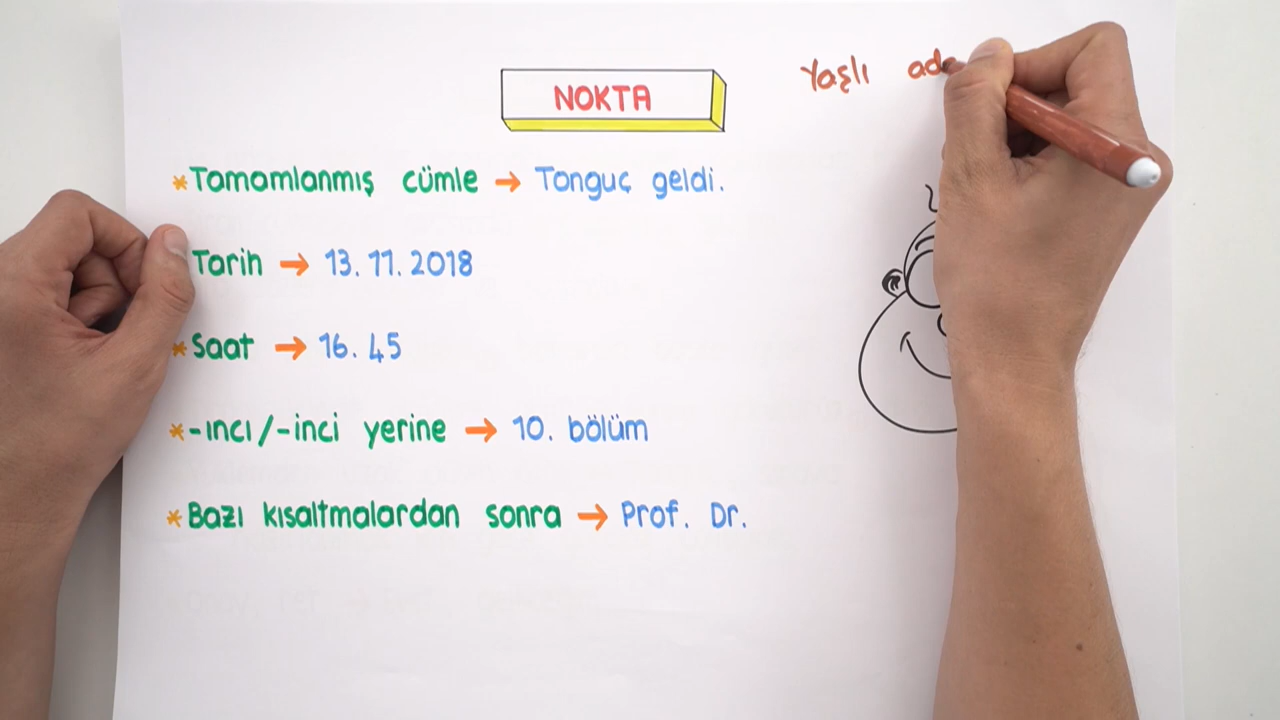 NOKTA
Yaşlı ada
* Tamamlanmış cümle → Tonguç geldi.
Tarih → 13.11.2018
* Saat → 16.45
* -ıncı/-inci yerine → 10. bölüm
* Bazı kısaltmalardan sonra → Prof. Dr.